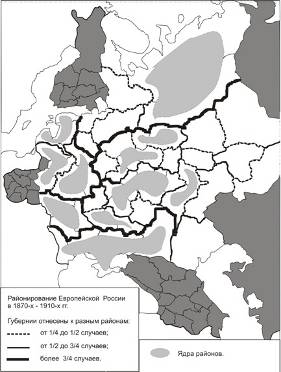 Районирование Европейской России
в 1870-х - 1910-х гг.
Губернии отнесены к разным районам:
от 1/4 до 1/2 случаев;
от 1/2 до 3/4 случаев;
более 3/4 случаев.
Ядра районов.